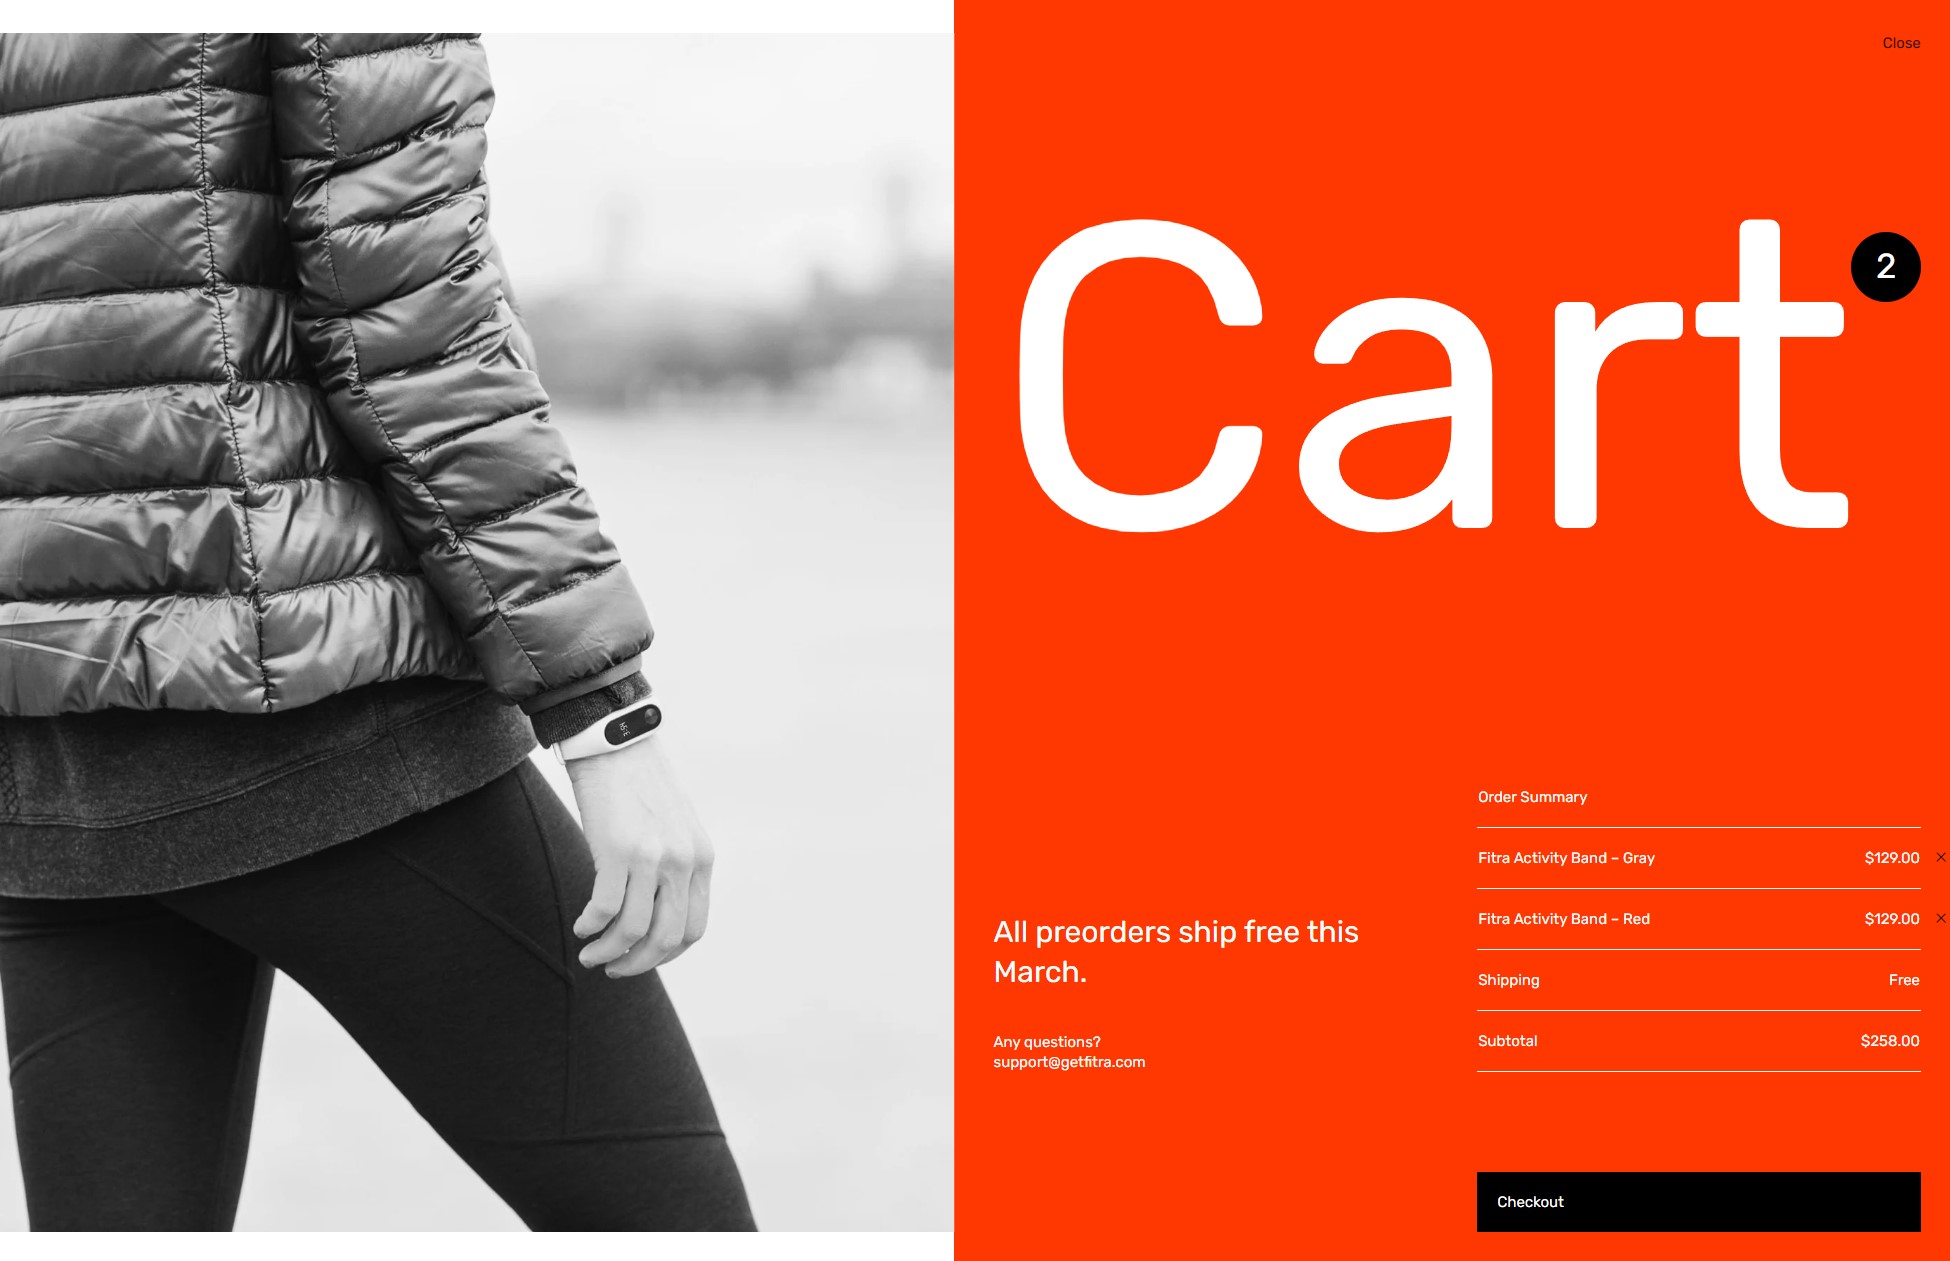 Close
Cart
2
Order Summary
Fitra Activity Band – Gray $129.00 ×
Fitra Activity Band – Red $129.00 ×
Shipping Free
Subtotal $258.00
All preorders ship free this
March.
Any questions?
support@getfitra.com
Checkout